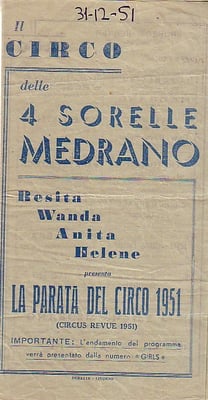 31-12-51
Il
CIRCO
delle
4 SORELLE
MEDRANO
Resita
Wanda
Anita
Helene
presenta
LA PARATA DEL CIRCO 1951
(CIRCUS REVUE 1951)
IMPORTANTE: L'andamento del programma
verrà presentato dalla numero «GIRLS»